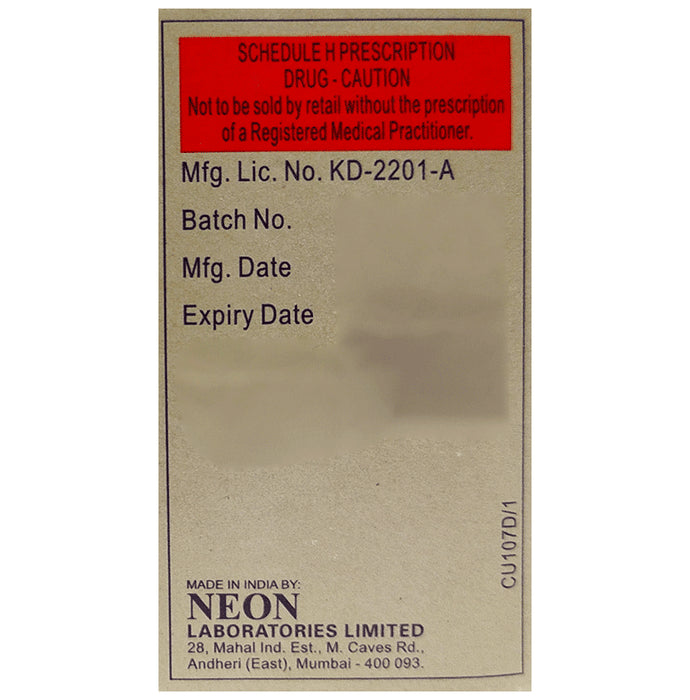 SCHEDULE H PRESCRIPTION
DRUG - CAUTION
Not to be sold by retail without the prescription
of a Registered Medical Practitioner.
Mfg. Lic. No. KD-2201-A
Batch No.
Mfg. Date
Expiry Date
CU107D/1
MADE IN INDIA BY:
NEON
LABORATORIES LIMITED
28, Mahal Ind. Est., M. Caves Rd.,
Andheri (East), Mumbai - 400 093.